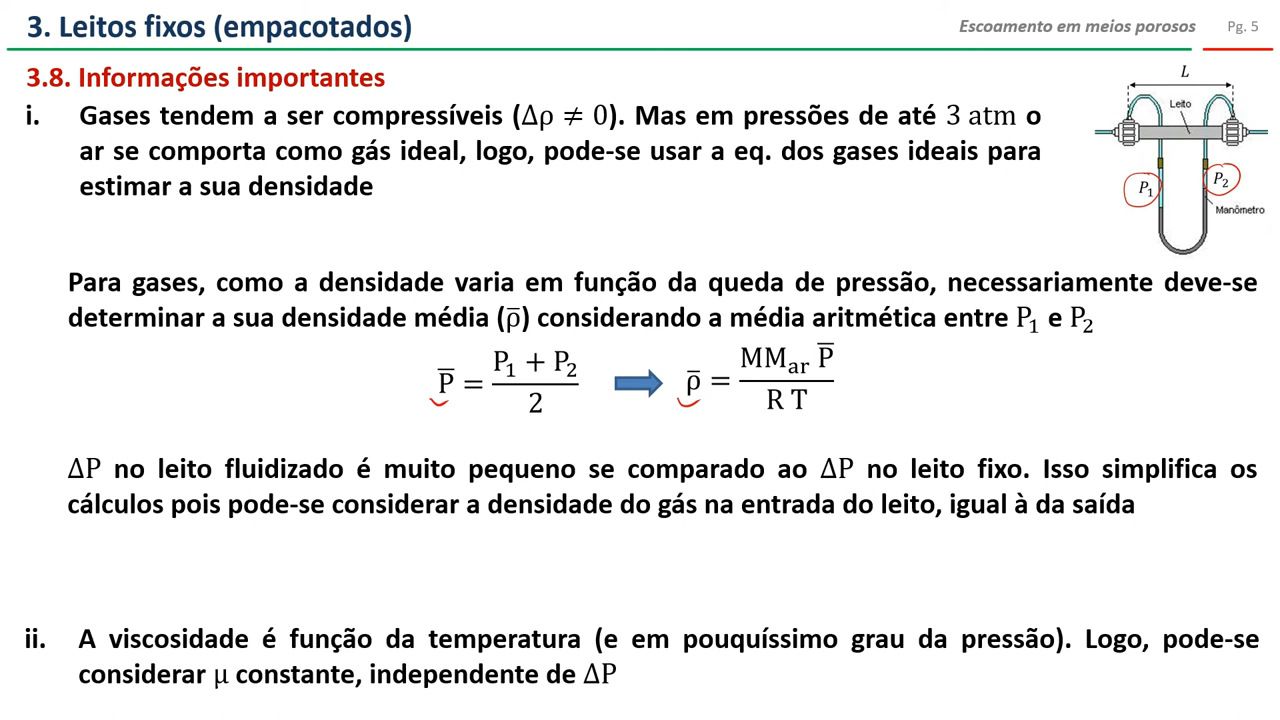 3. Leitos fixos (empacotados)
Escoamento em meios porosos
Pg. 5
3.8. Informações importantes
i. Gases tendem a ser compressíveis (Δρ ≠ 0). Mas em pressões de até 3 atm o
ar se comporta como gás ideal, logo, pode-se usar a eq. dos gases ideais para
estimar a sua densidade
L
Leito
P₁
P₂
Manômetro
Para gases, como a densidade varia em função da queda de pressão, necessariamente deve-se
determinar a sua densidade média (ρ̅) considerando a média aritmética entre P₁ e P₂
P̅ = (P₁ + P₂) / 2
ρ̅ = (MMₐᵣ P̅) / (R T)
ΔP no leito fluidizado é muito pequeno se comparado ao ΔP no leito fixo. Isso simplifica os
cálculos pois pode-se considerar a densidade do gás na entrada do leito, igual à da saída
ii. A viscosidade é função da temperatura (e em pouquíssimo grau da pressão). Logo, pode-se
considerar μ constante, independente de ΔP